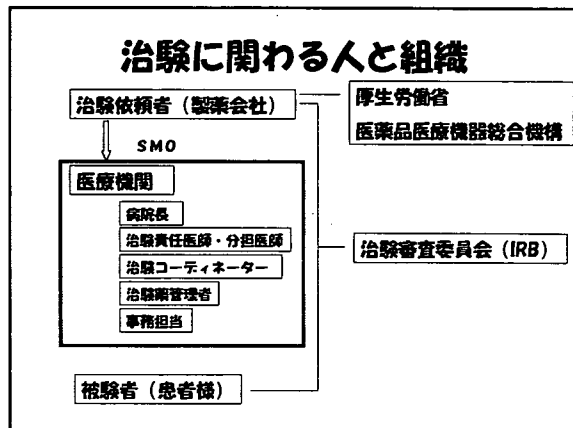 治験に関わる人と組織
治験依頼者（製薬会社）
厚生労働省
医薬品医療機器総合機構
SMO
医療機関
病院長
治験責任医師・分担医師
治験コーディネーター
治験薬管理者
事務担当
治験審査委員会（IRB）
被験者（患者様）